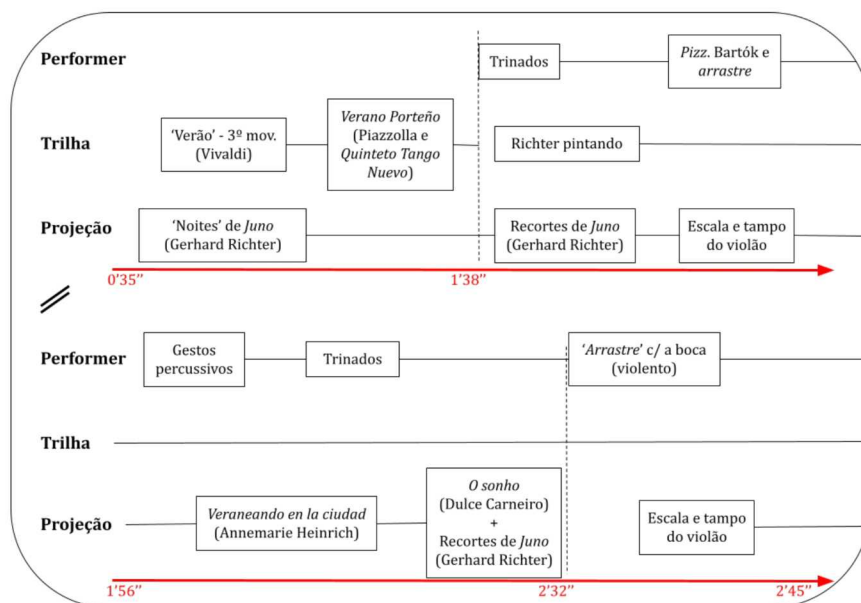 Performer
Trinados
Pizz. Bartók e
arrastre
Trilha
‘Verão’ - 3º mov.
(Vivaldi)
Verano Porteño
(Piazzolla e
Quinteto Tango
Nuevo)
Richter pintando
Projeção
‘Noites’ de Juno
(Gerhard Richter)
Recortes de Juno
(Gerhard Richter)
Escala e tampo
do violão
0’35’’
1’38’’
Performer
Gestos
percussivos
Trinados
‘Arrastre’ c/ a boca
(violento)
Trilha
Projeção
Veraneando en la ciudad
(Annemarie Heinrich)
O sonho
(Dulce Carneiro)
+
Recortes de Juno
(Gerhard Richter)
Escala e tampo
do violão
1’56’’
2’32’’
2’45’’